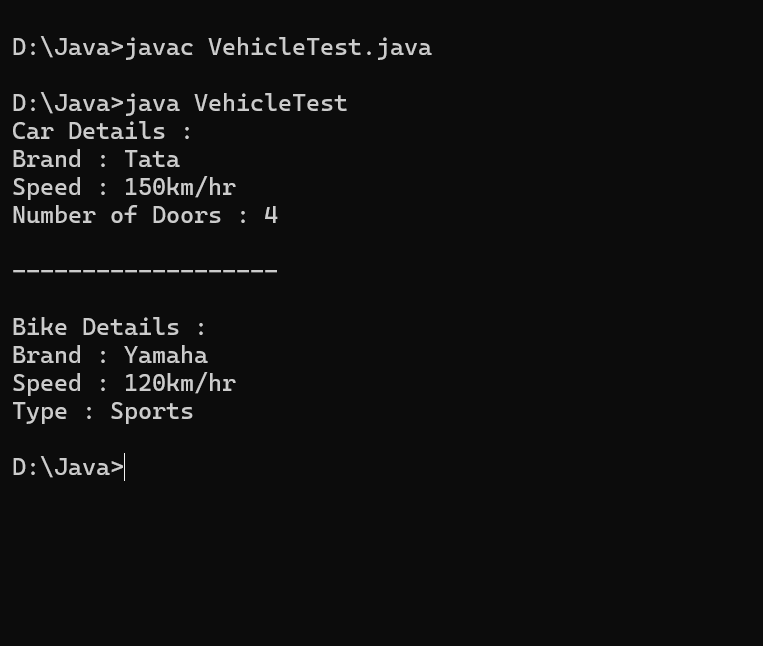 D:\Java>javac VehicleTest.java
D:\Java>java VehicleTest
Car Details :
Brand : Tata
Speed : 150km/hr
Number of Doors : 4
-------------------
Bike Details :
Brand : Yamaha
Speed : 120km/hr
Type : Sports
D:\Java>